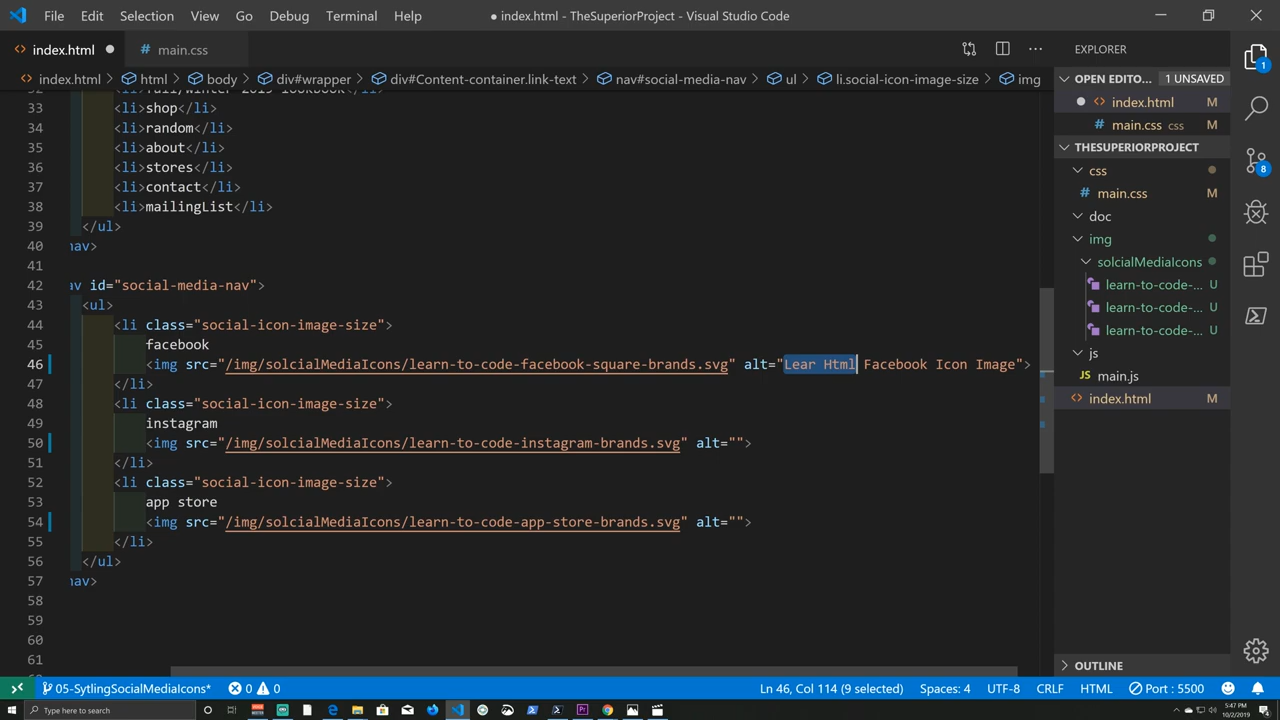 File Edit Selection View Go Debug Terminal Help ● index.html - TheSuperiorProject - Visual Studio Code
index.html ● # main.css ··· EXPLORER
index.html > html > body > div#wrapper > div#Content-container.link-text > nav#social-media-nav > ul > li.social-icon-image-size > img
OPEN EDITO... 1 UNSAVED
● index.html M
# main.css css M
THESUPERIORPROJECT
css
# main.css M
doc
img
solcialMediaIcons
learn-to-code-... U
learn-to-code-... U
learn-to-code-... U
js
JS main.js
index.html M
OUTLINE
33 <li>shop</li>
34 <li>random</li>
35 <li>about</li>
36 <li>stores</li>
37 <li>contact</li>
38 <li>mailingList</li>
39 </ul>
40 nav>
41
42 av id="social-media-nav">
43 <ul>
44 <li class="social-icon-image-size">
45 facebook
46 <img src="/img/solcialMediaIcons/learn-to-code-facebook-square-brands.svg" alt="Lear Html Facebook Icon Image">
47 </li>
48 <li class="social-icon-image-size">
49 instagram
50 <img src="/img/solcialMediaIcons/learn-to-code-instagram-brands.svg" alt="">
51 </li>
52 <li class="social-icon-image-size">
53 app store
54 <img src="/img/solcialMediaIcons/learn-to-code-app-store-brands.svg" alt="">
55 </li>
56 </ul>
57 nav>
58
59
60
61
1
8
05-SytlingSocialMediaIcons* 0 0 Ln 46, Col 114 (9 selected) Spaces: 4 UTF-8 CRLF HTML Port : 5500
Type here to search
5:47 PM
10/2/2019